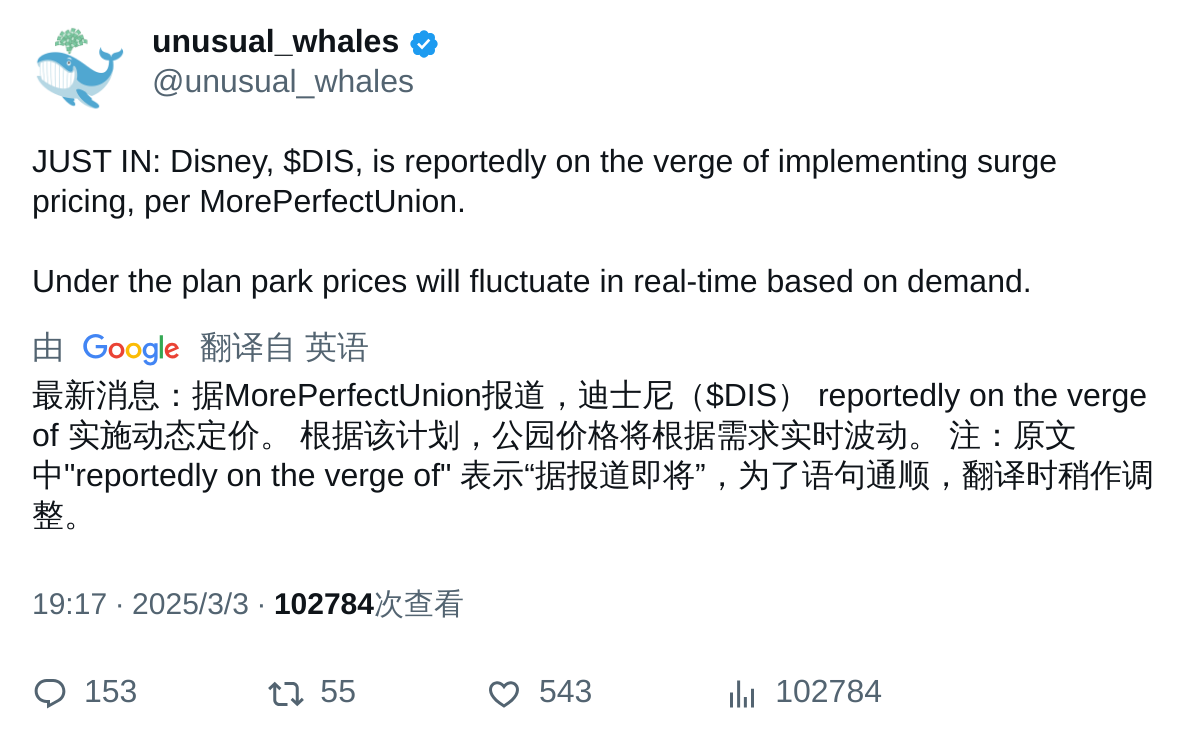 unusual_whales
@unusual_whales
JUST IN: Disney, $DIS, is reportedly on the verge of implementing surge
pricing, per MorePerfectUnion.
Under the plan park prices will fluctuate in real-time based on demand.
由 Google 翻译自 英语
最新消息：据MorePerfectUnion报道，迪士尼（$DIS） reportedly on the verge
of 实施动态定价。 根据该计划，公园价格将根据需求实时波动。 注：原文
中"reportedly on the verge of" 表示“据报道即将”，为了语句通顺，翻译时稍作调
整。
19:17 · 2025/3/3 · 102784次查看
153 55 543 102784